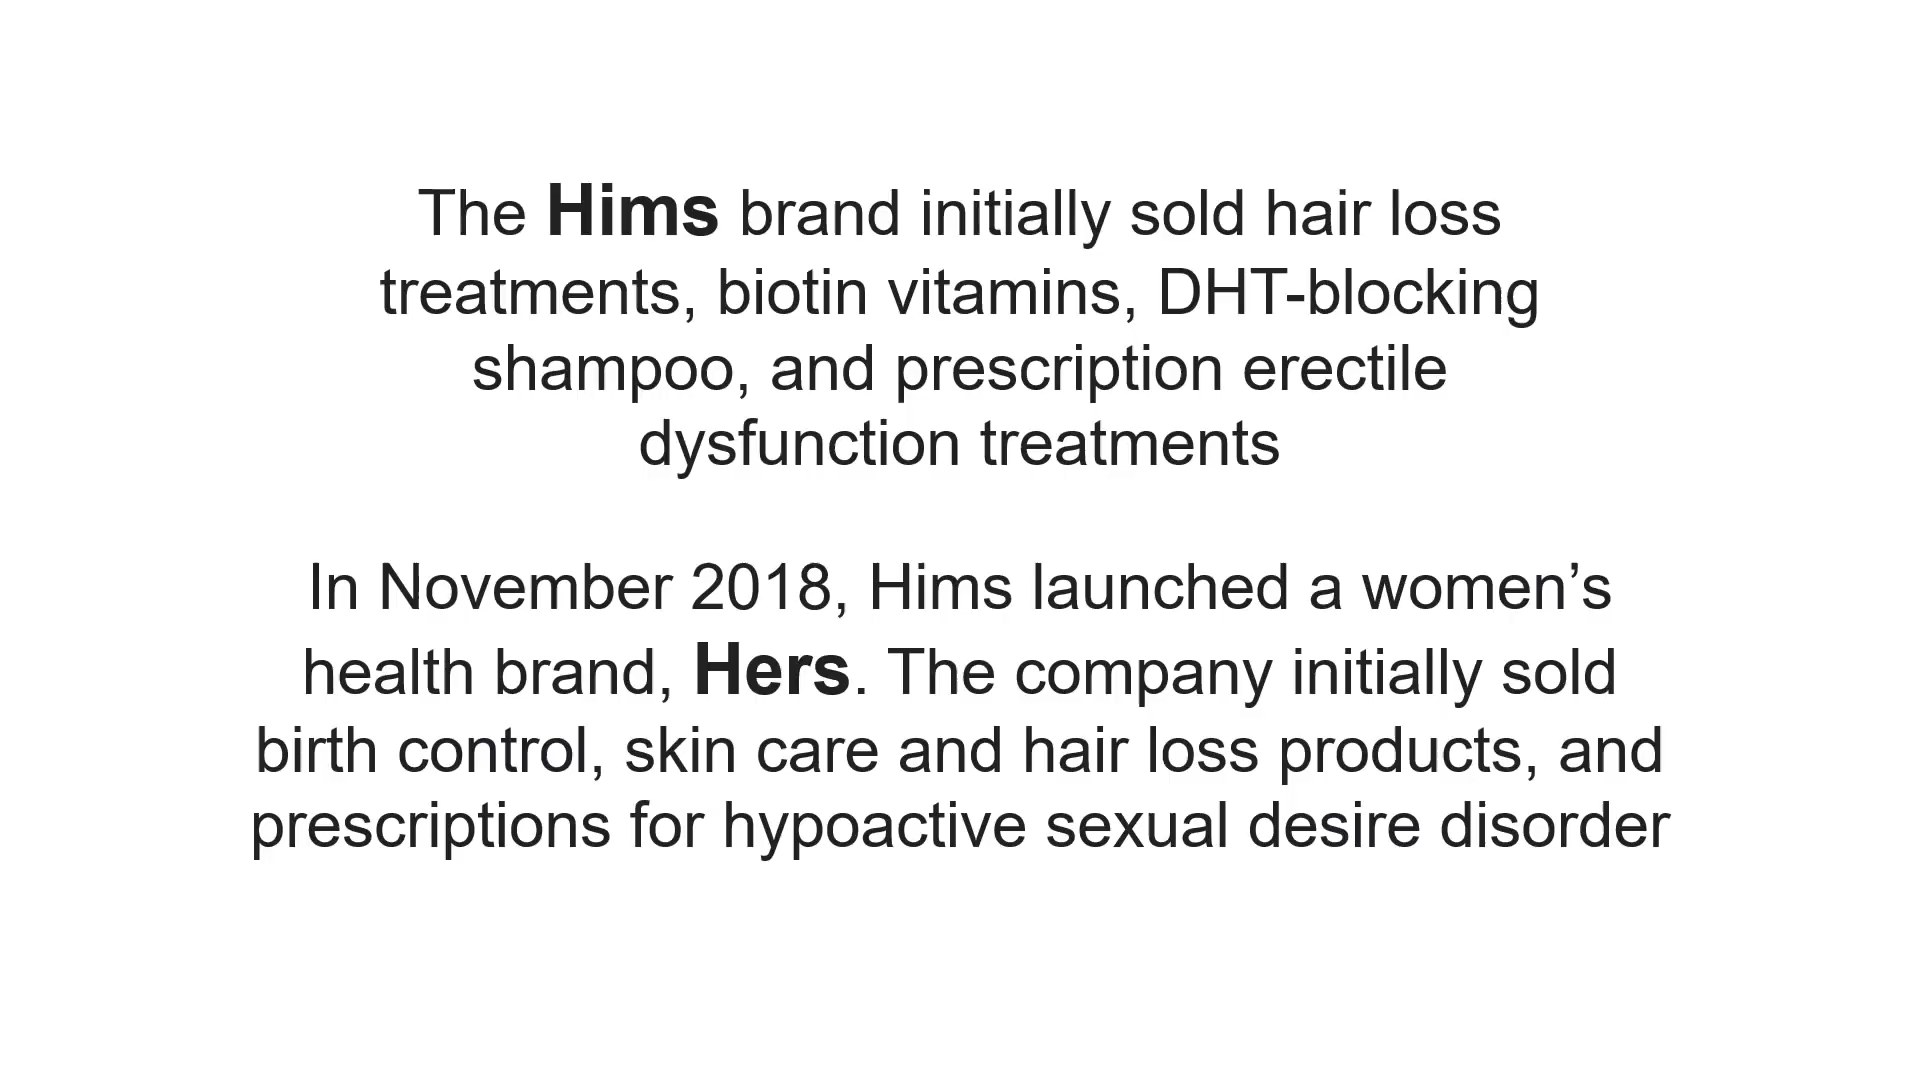 The Hims brand initially sold hair loss
treatments, biotin vitamins, DHT-blocking
shampoo, and prescription erectile
dysfunction treatments
In November 2018, Hims launched a women’s
health brand, Hers. The company initially sold
birth control, skin care and hair loss products, and
prescriptions for hypoactive sexual desire disorder